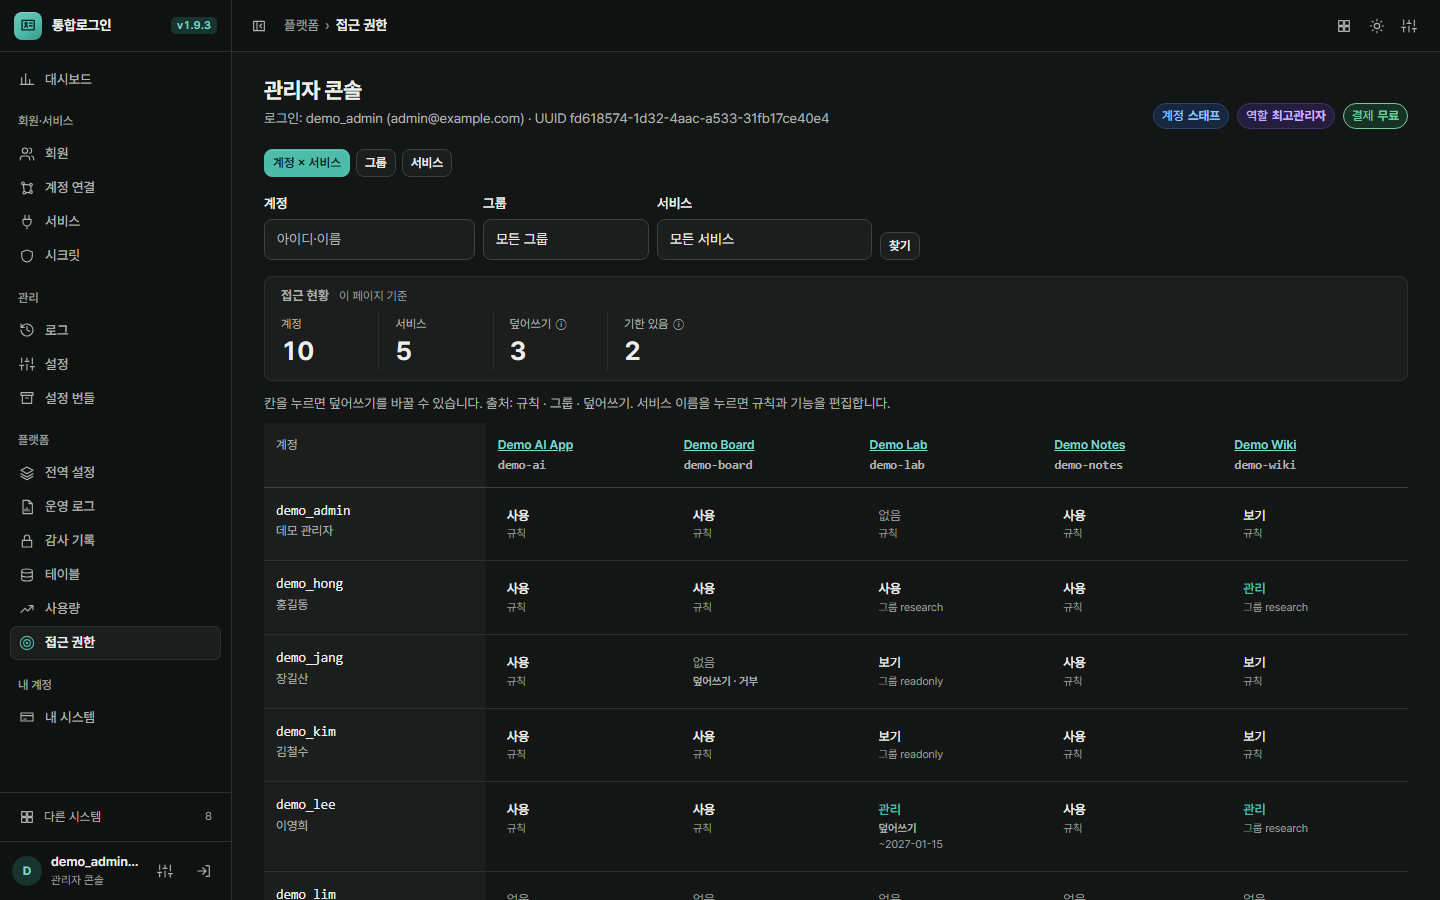 통합로그인 v1.9.3
대시보드
회원·서비스
회원
계정 연결
서비스
시크릿
관리
로그
설정
설정 번들
플랫폼
전역 설정
운영 로그
감사 기록
테이블
사용량
접근 권한
내 계정
내 시스템
다른 시스템 8
D demo_admin...
관리자 콘솔
플랫폼 › 접근 권한
관리자 콘솔
로그인: demo_admin (admin@example.com) · UUID fd618574-1d32-4aac-a533-31fb17ce40e4
계정 스태프 역할 최고관리자 결제 무료
계정 × 서비스 그룹 서비스
계정 그룹 서비스
아이디·이름 모든 그룹 모든 서비스 찾기
접근 현황 이 페이지 기준
계정 서비스 덮어쓰기 기한 있음
10 5 3 2
칸을 누르면 덮어쓰기를 바꿀 수 있습니다. 출처: 규칙 · 그룹 · 덮어쓰기. 서비스 이름을 누르면 규칙과 기능을 편집합니다.
계정 Demo AI App Demo Board Demo Lab Demo Notes Demo Wiki
demo-ai demo-board demo-lab demo-notes demo-wiki
demo_admin 사용 사용 없음 사용 보기
데모 관리자 규칙 규칙 규칙 규칙 규칙
demo_hong 사용 사용 사용 사용 관리
홍길동 규칙 규칙 그룹 research 규칙 그룹 research
demo_jang 사용 없음 보기 사용 보기
장길산 규칙 덮어쓰기 · 거부 그룹 readonly 규칙 규칙
demo_kim 사용 사용 보기 사용 보기
김철수 규칙 규칙 그룹 readonly 규칙 규칙
demo_lee 사용 사용 관리 사용 관리
이영희 규칙 규칙 덮어쓰기 규칙 그룹 research
~2027-01-15
demo_lim 없음 없음 없음 없음 없음